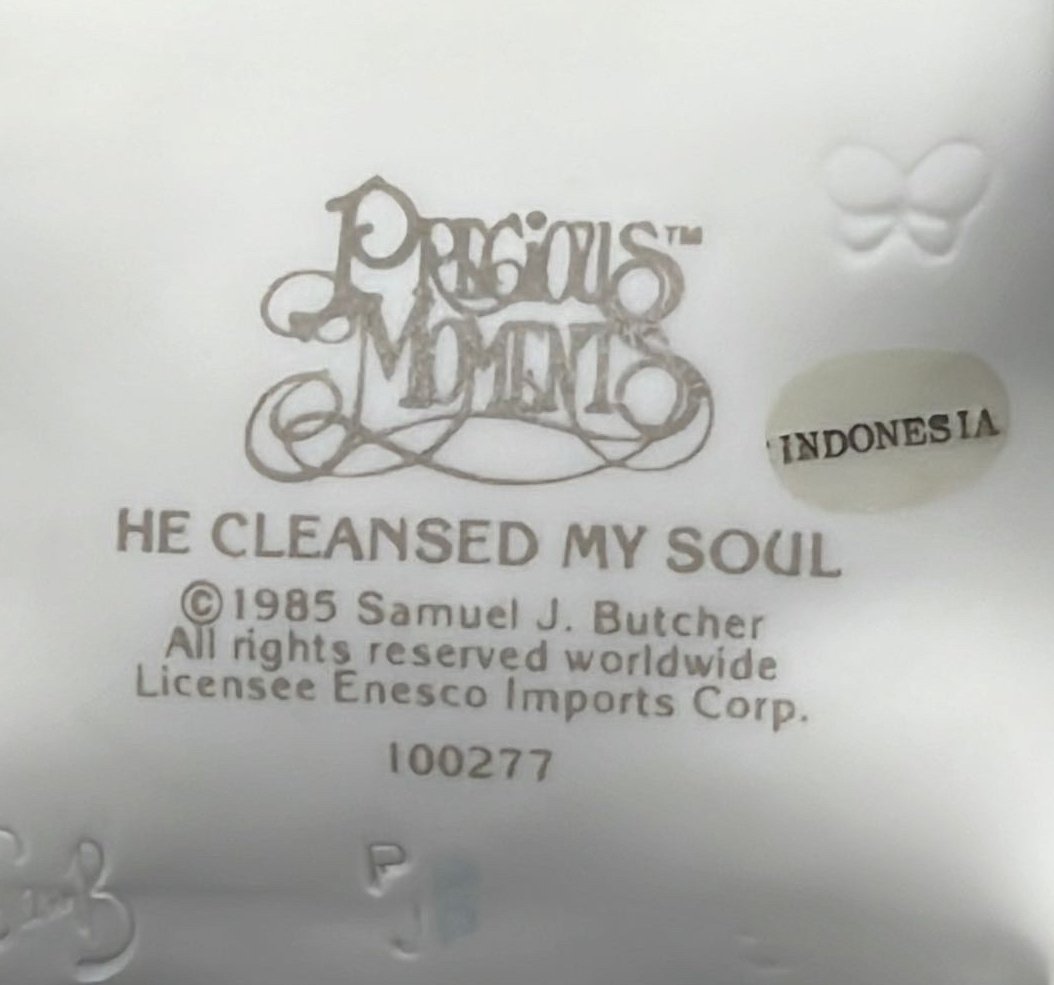 PRECIOUS™
MOMENTS
INDONESIA
HE CLEANSED MY SOUL
©1985 Samuel J. Butcher
All rights reserved worldwide
Licensee Enesco Imports Corp.
100277
P